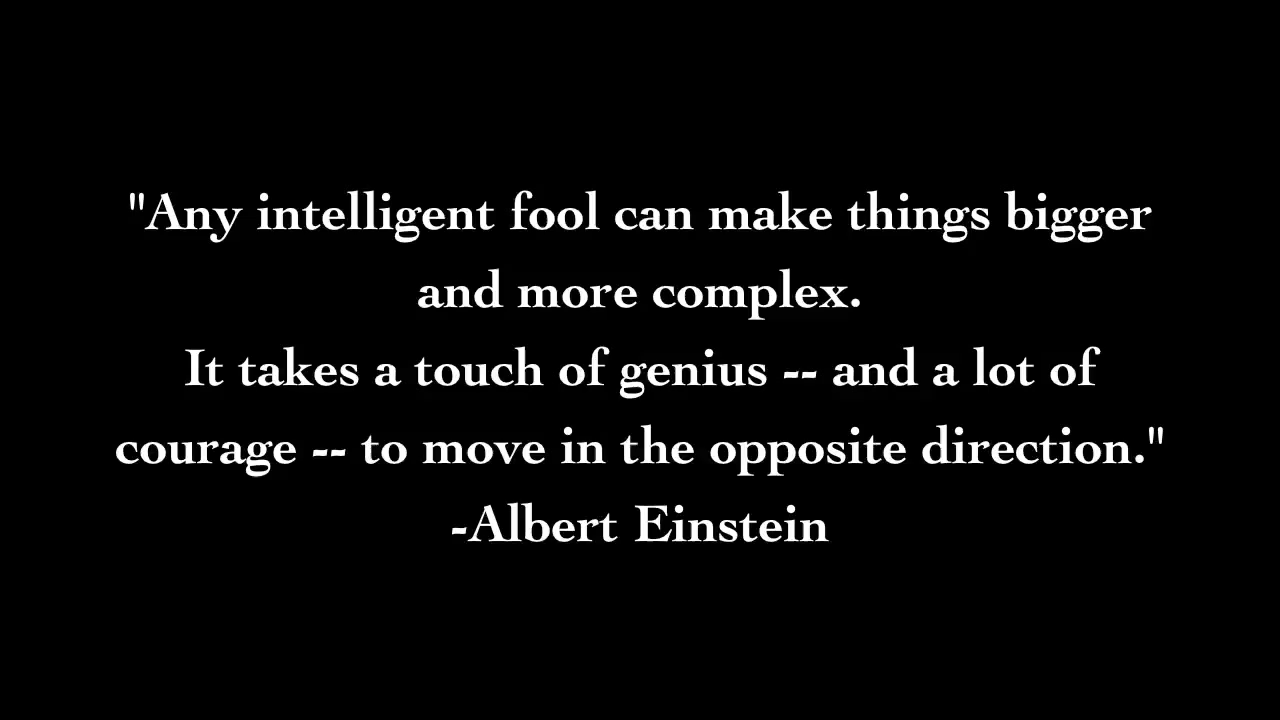 "Any intelligent fool can make things bigger
and more complex.
It takes a touch of genius -- and a lot of
courage -- to move in the opposite direction."
-Albert Einstein